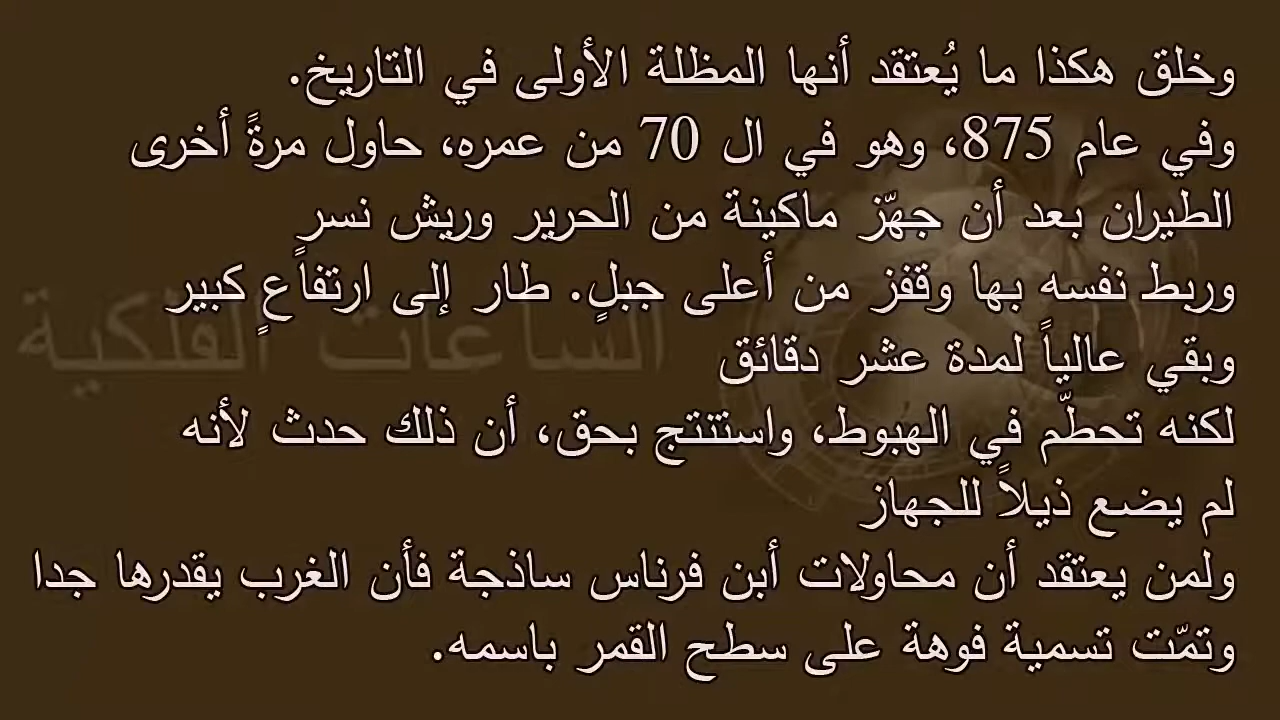 وخلق هكذا ما يُعتقد أنها المظلة الأولى في التاريخ.
وفي عام 875، وهو في ال 70 من عمره، حاول مرةً أخرى
الطيران بعد أن جهّز ماكينة من الحرير وريش نسر
وربط نفسه بها وقفز من أعلى جبلٍ. طار إلى ارتفاعٍ كبير
الساعات الفلكية
وبقي عالياً لمدة عشر دقائق
لكنه تحطّم في الهبوط، واستنتج بحق، أن ذلك حدث لأنه
لم يضع ذيلاً للجهاز
ولمن يعتقد أن محاولات أبن فرناس ساذجة فأن الغرب يقدرها جدا
وتمّت تسمية فوهة على سطح القمر باسمه.